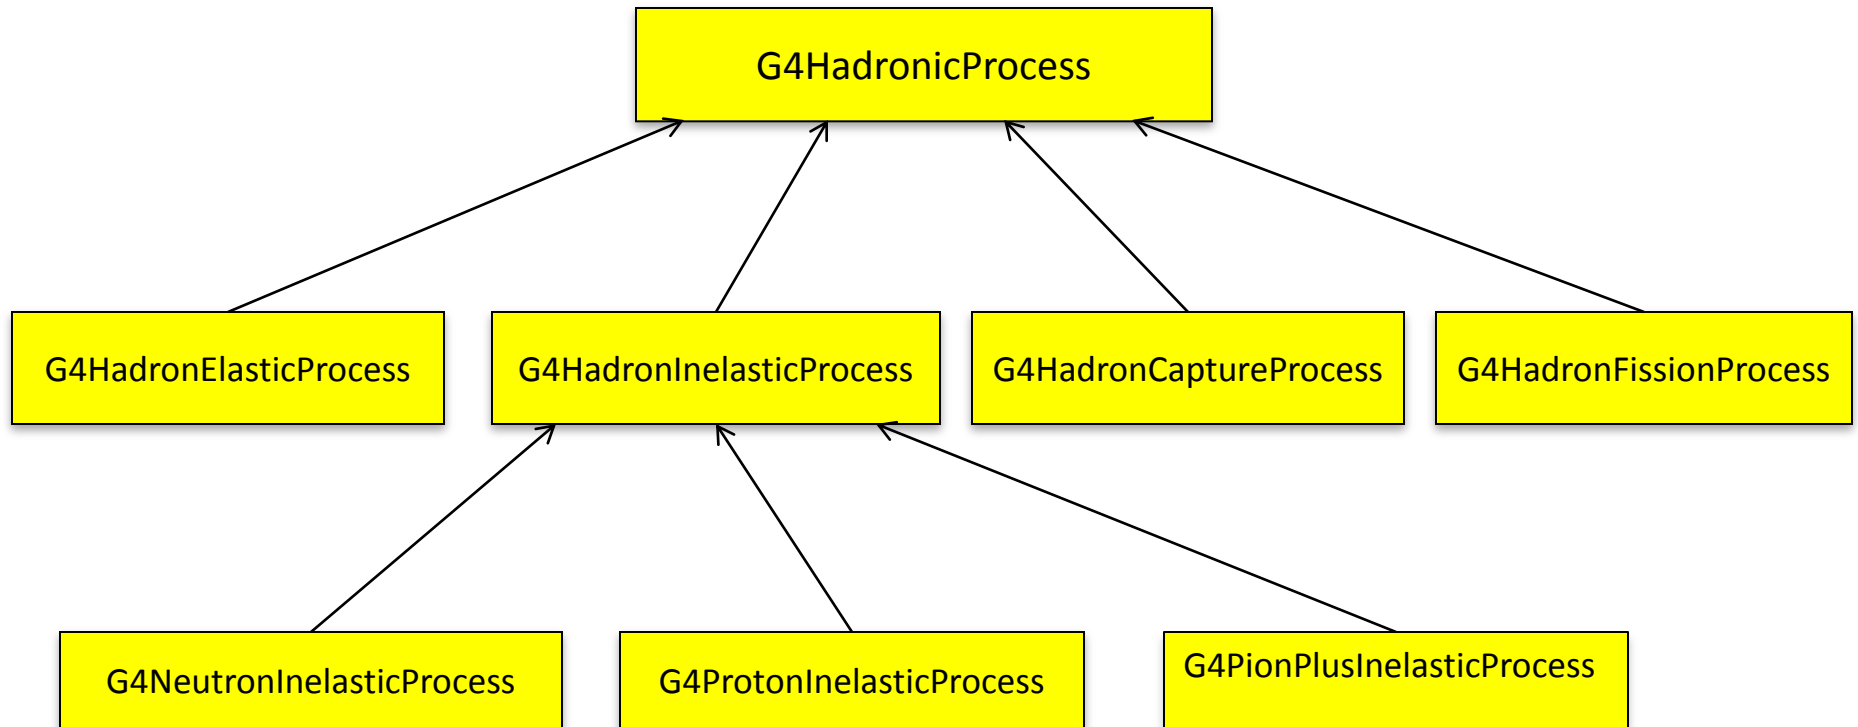 G4HadronicProcess
G4HadronElasticProcess
G4HadronInelasticProcess
G4HadronCaptureProcess
G4HadronFissionProcess
G4NeutronInelasticProcess
G4ProtonInelasticProcess
G4PionPlusInelasticProcess